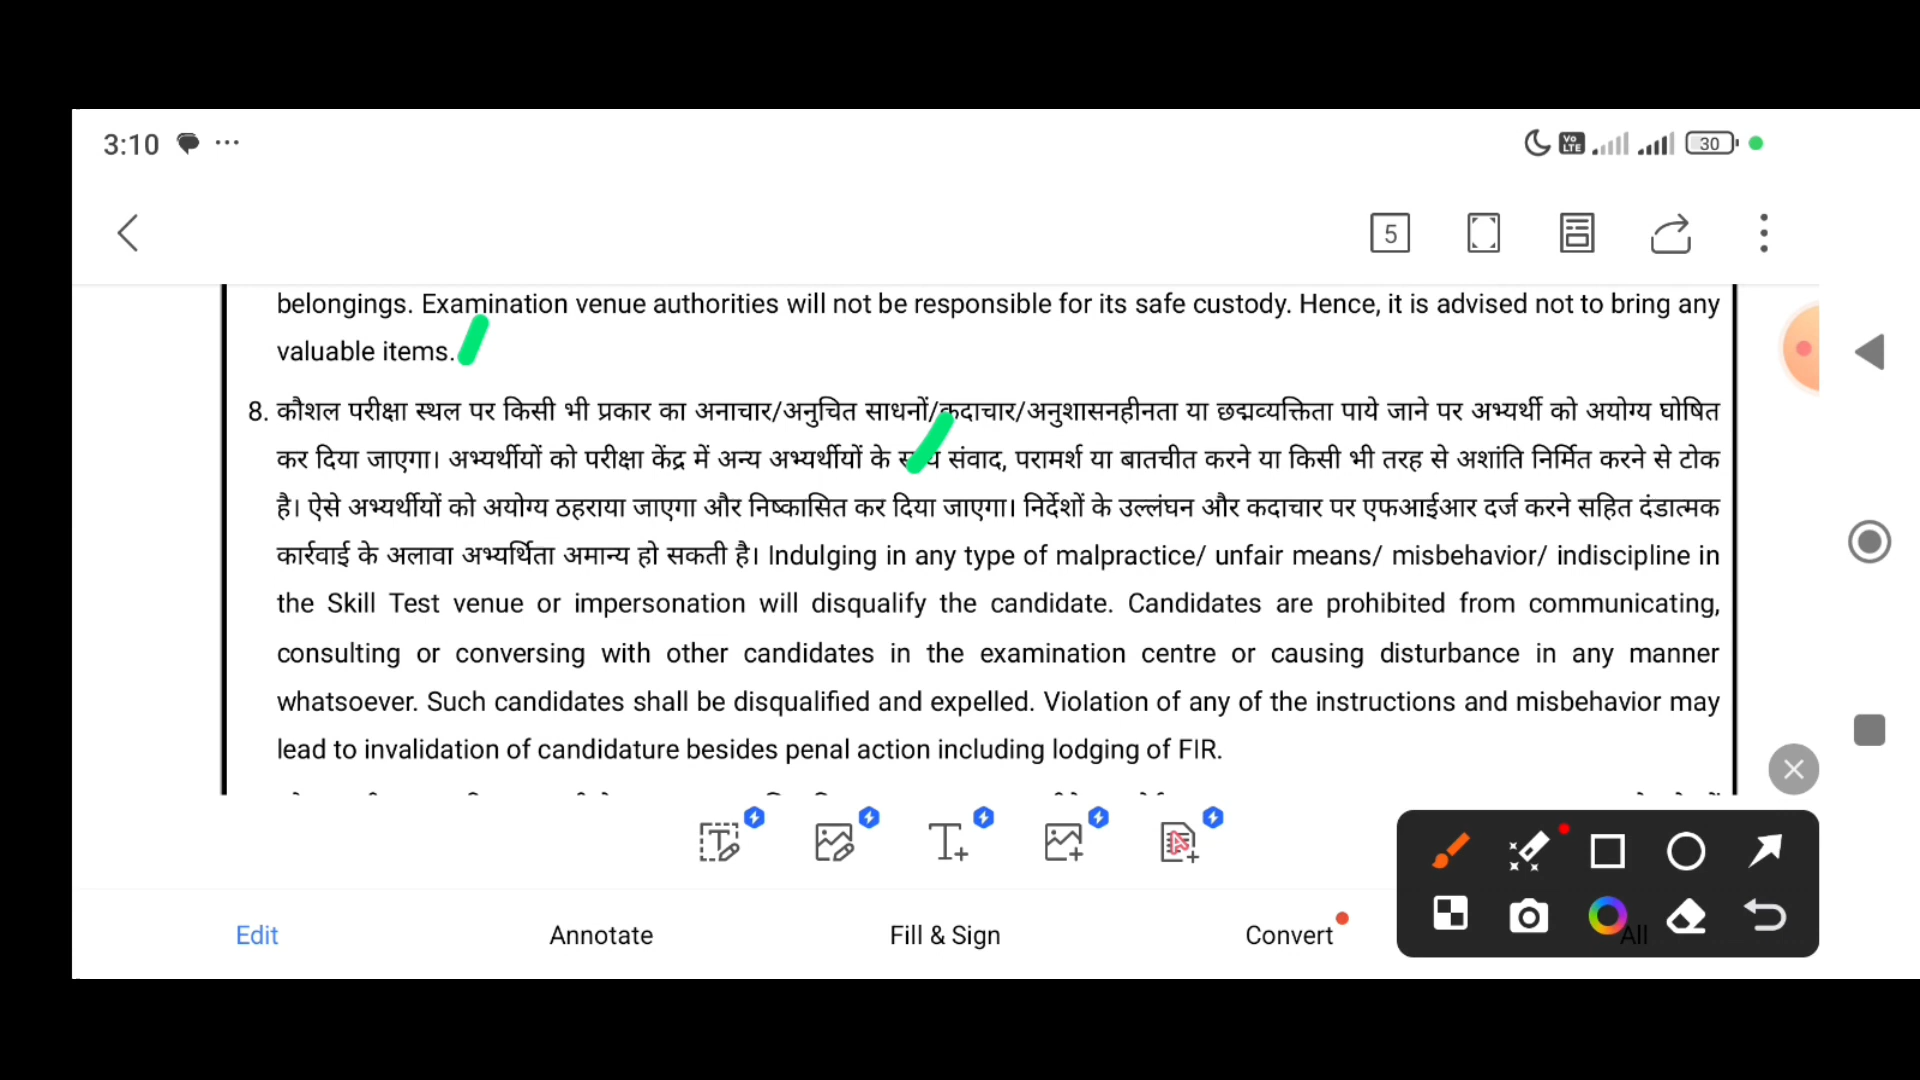 3:10 ...
Vo LTE 30
5
belongings. Examination venue authorities will not be responsible for its safe custody. Hence, it is advised not to bring any
valuable items.
8. कौशल परीक्षा स्थल पर किसी भी प्रकार का अनाचार/अनुचित साधनों/कदाचार/अनुशासनहीनता या छद्मव्यक्तिता पाये जाने पर अभ्यर्थी को अयोग्य घोषित
कर दिया जाएगा। अभ्यर्थीयों को परीक्षा केंद्र में अन्य अभ्यर्थीयों के संवाद, परामर्श या बातचीत करने या किसी भी तरह से अशांति निर्मित करने से टोक
है। ऐसे अभ्यर्थीयों को अयोग्य ठहराया जाएगा और निष्कासित कर दिया जाएगा। निर्देशों के उल्लंघन और कदाचार पर एफआईआर दर्ज करने सहित दंडात्मक
कार्रवाई के अलावा अभ्यर्थिता अमान्य हो सकती है। Indulging in any type of malpractice/ unfair means/ misbehavior/ indiscipline in
the Skill Test venue or impersonation will disqualify the candidate. Candidates are prohibited from communicating,
consulting or conversing with other candidates in the examination centre or causing disturbance in any manner
whatsoever. Such candidates shall be disqualified and expelled. Violation of any of the instructions and misbehavior may
lead to invalidation of candidature besides penal action including lodging of FIR.
Edit Annotate Fill & Sign Convert All